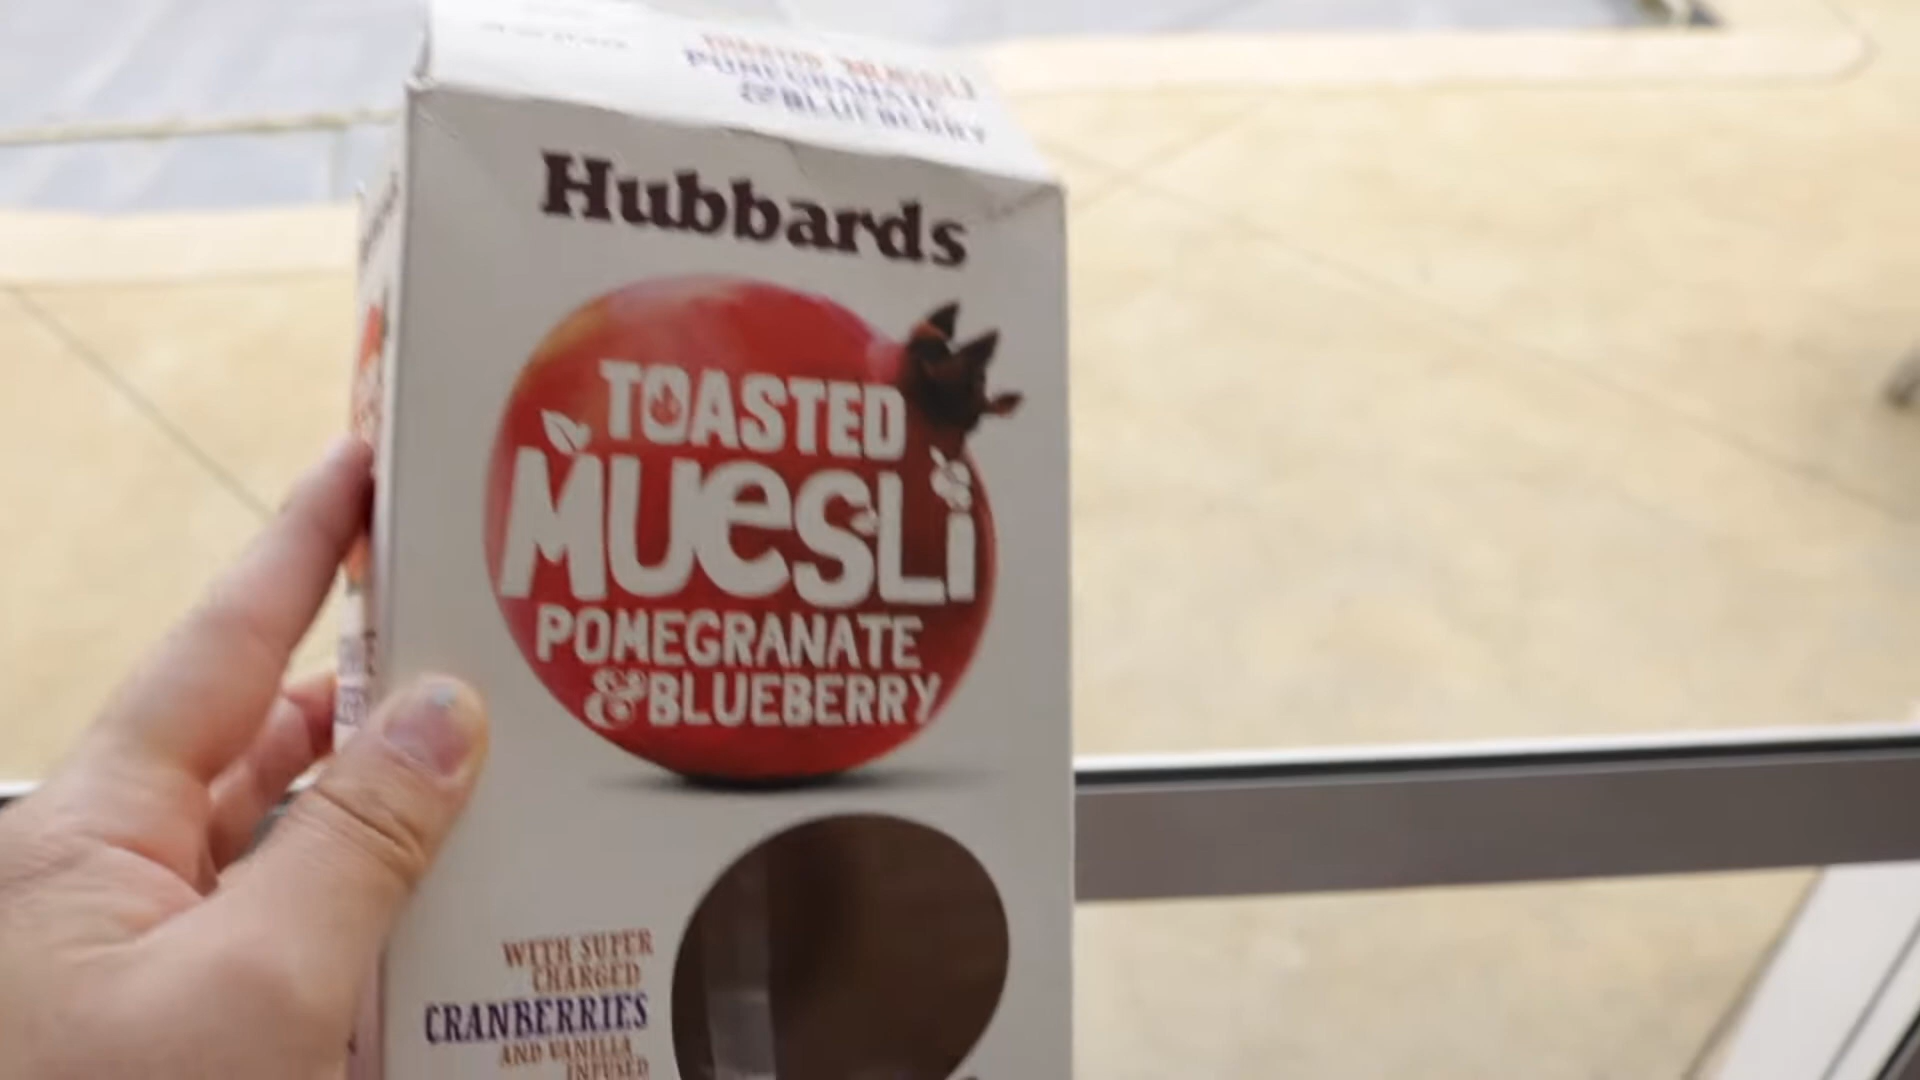 TOASTED MUESLI
POMEGRANATE
& BLUEBERRY
Hubbards
TOASTED
MUeSLi
POMEGRANATE
& BLUEBERRY
WITH SUPER
CHARGED
CRANBERRIES
AND VANILLA
INFUSED